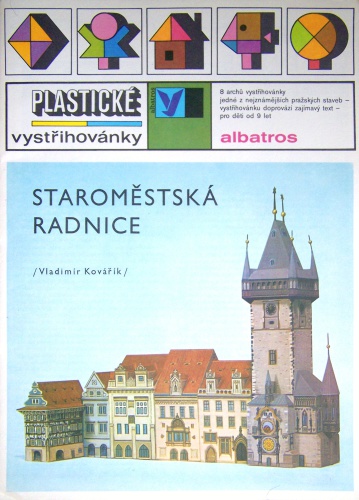 PLASTICKÉ
vystřihovánky
albatros
8 archů vystřihovánky
jedné z nejznámějších pražských staveb –
vystřihovánku doprovází zajímavý text –
pro děti od 9 let
albatros
STAROMĚSTSKÁ
RADNICE
/Vladimír Kovářík/